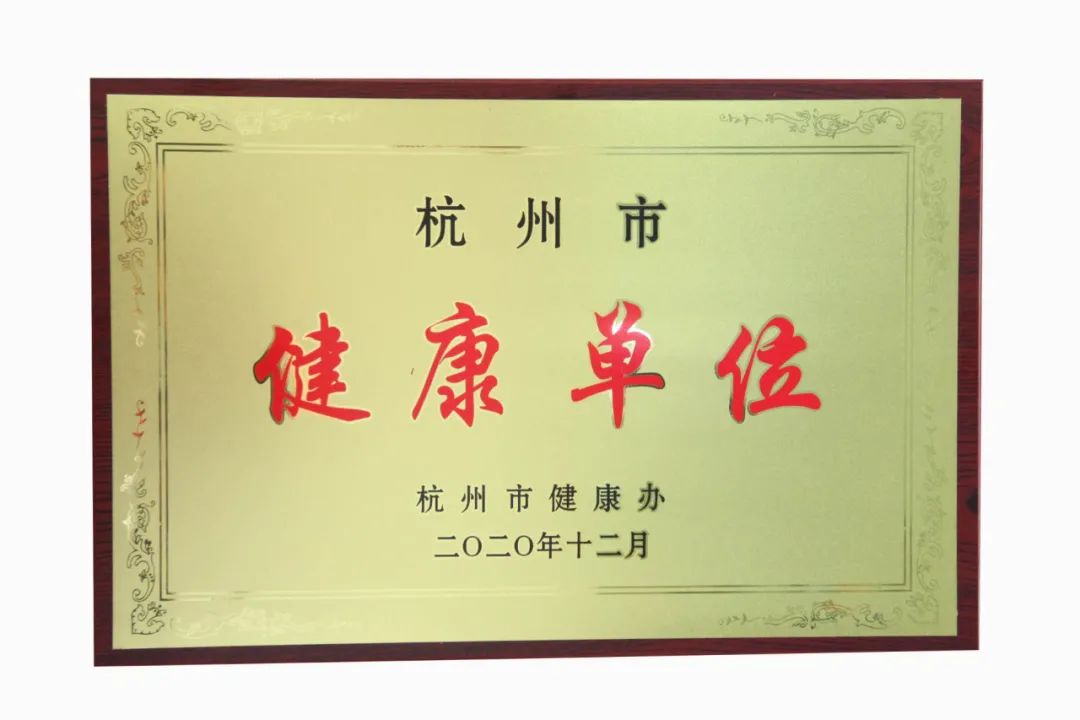 杭州市
健康单位
杭州市健康办
二〇二〇年十二月